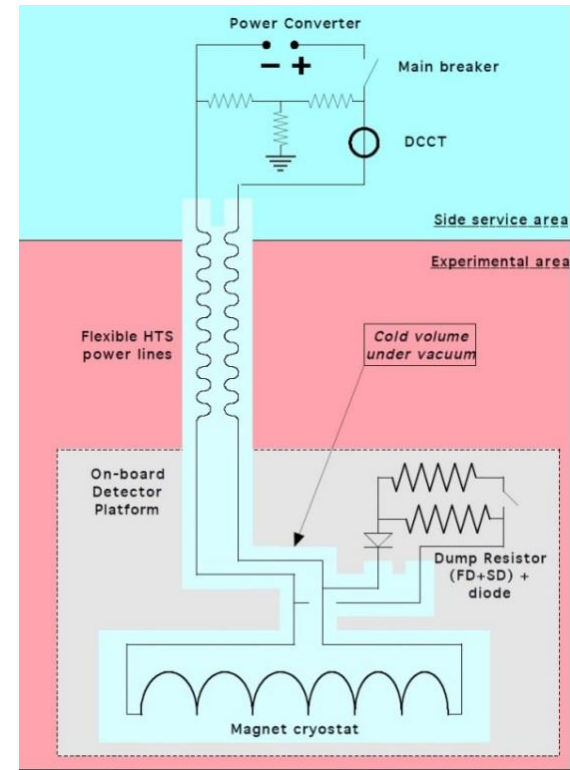 Power Converter
− +
Main breaker
DCCT
Side service area
Experimental area
Flexible HTS
power lines
Cold volume
under vacuum
On-board
Detector
Platform
Dump Resistor
(FD+SD) +
diode
Magnet cryostat